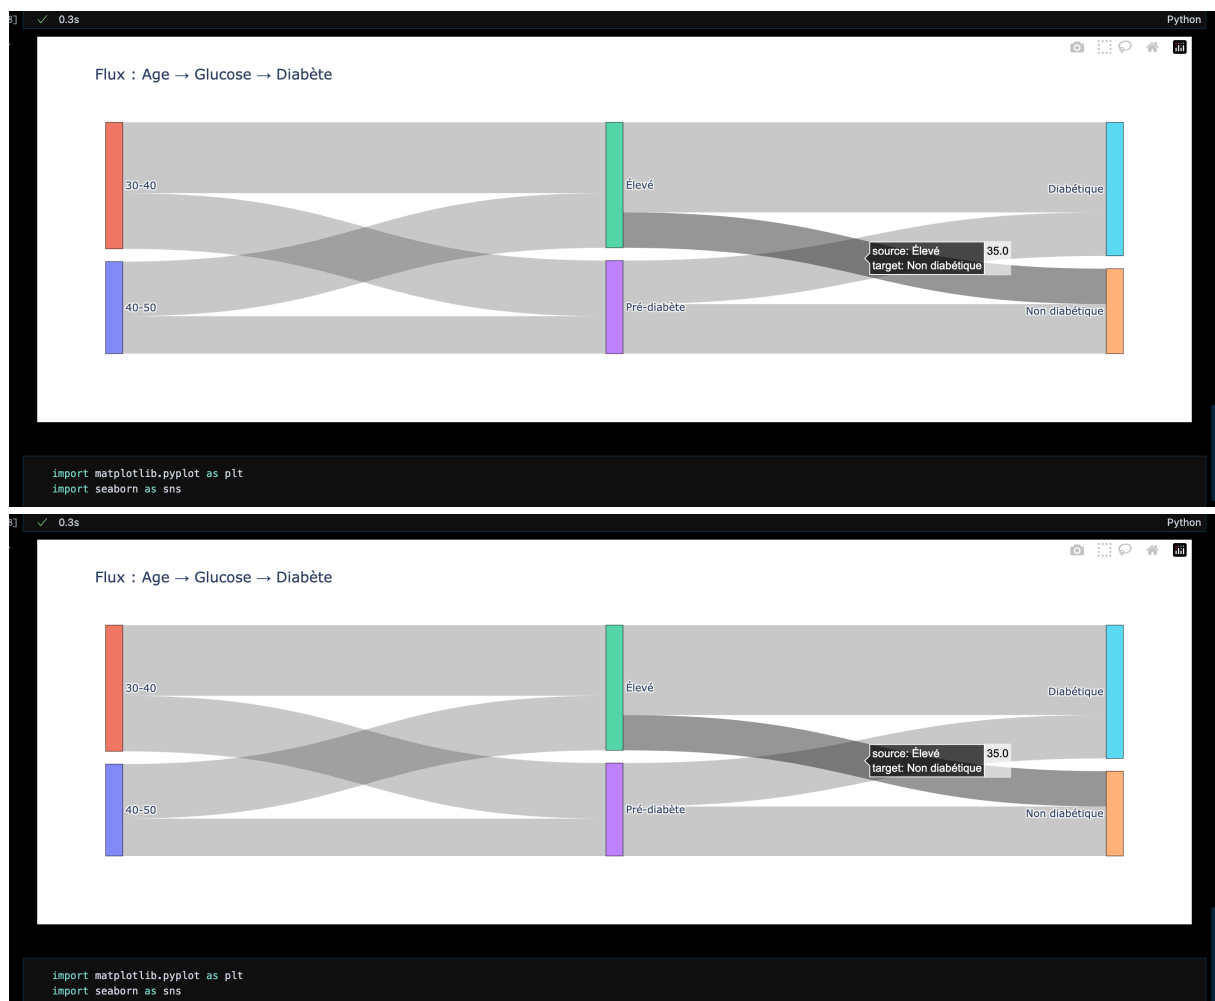 ✓ 0.3s Python
Flux : Age → Glucose → Diabète
30-40 Élevé Diabétique
source: Élevé 35.0
target: Non diabétique
40-50 Pré-diabète Non diabétique
import matplotlib.pyplot as plt
import seaborn as sns
✓ 0.3s Python
Flux : Age → Glucose → Diabète
30-40 Élevé Diabétique
source: Élevé 35.0
target: Non diabétique
40-50 Pré-diabète Non diabétique
import matplotlib.pyplot as plt
import seaborn as sns